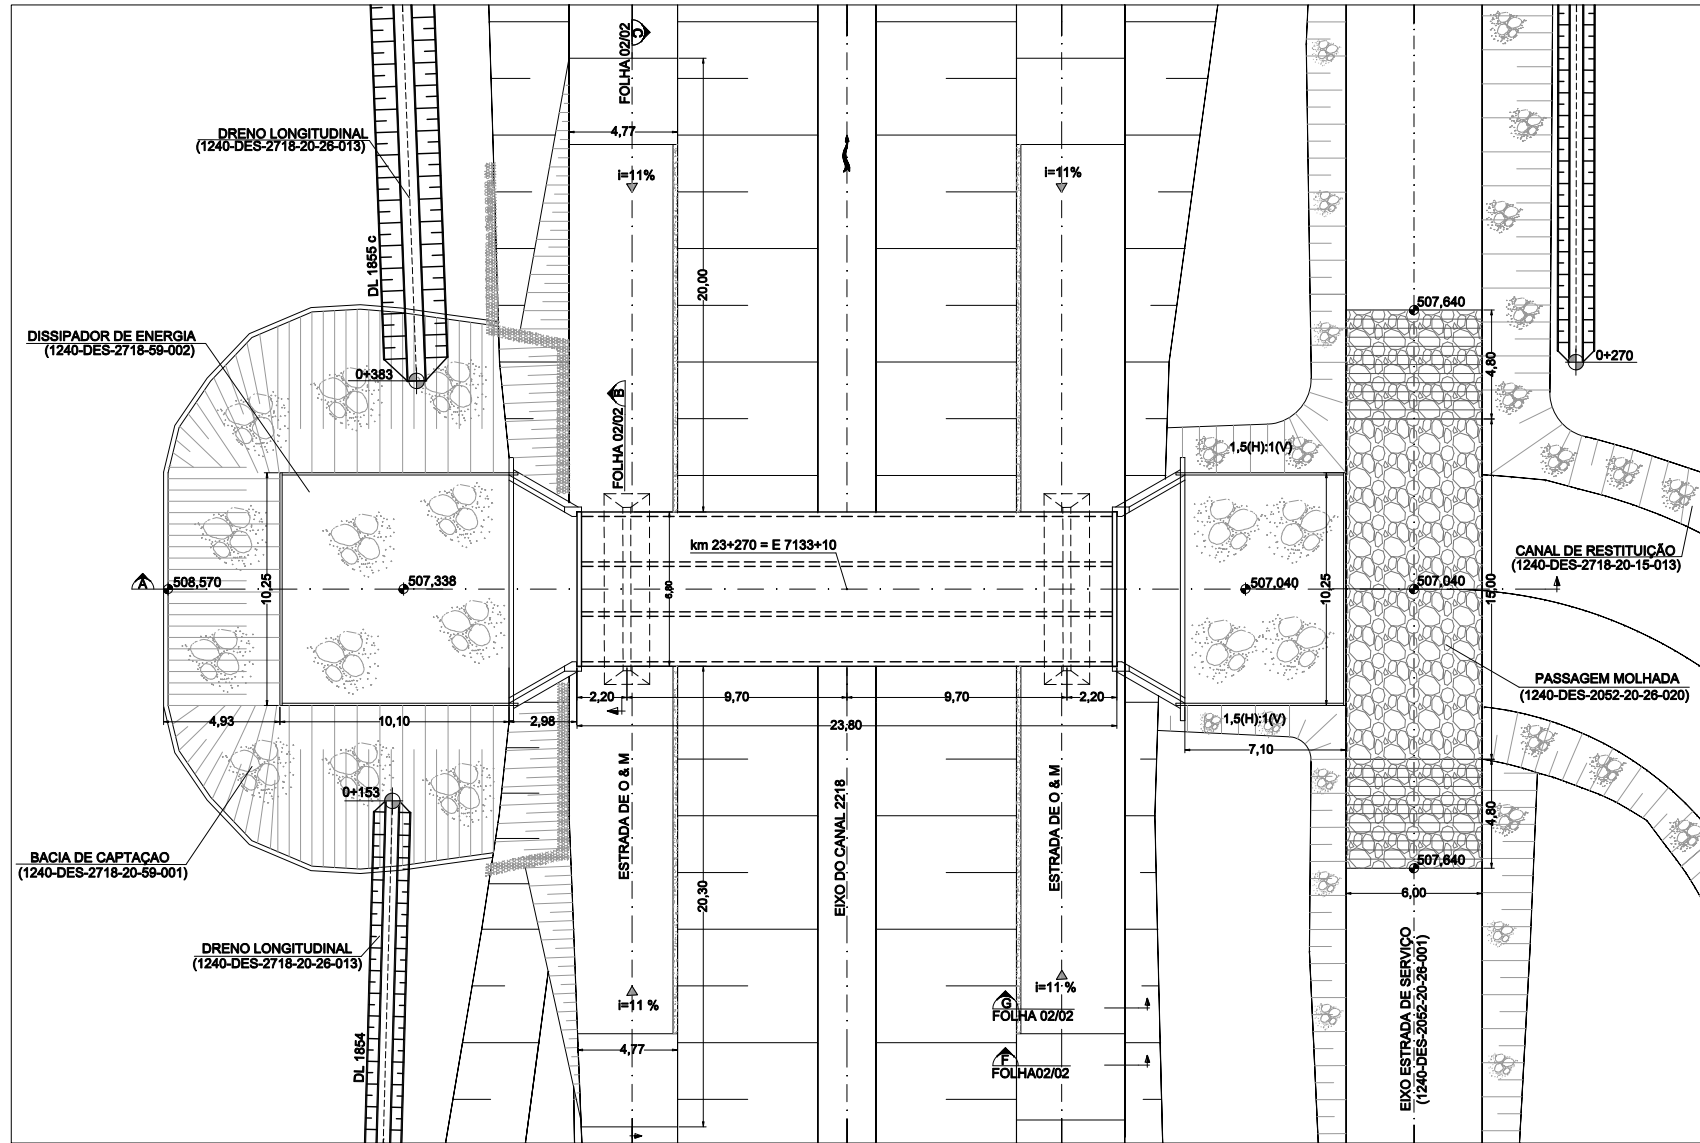 FOLHA 02/02
C
4,77
DRENO LONGITUDINAL
(1240-DES-2718-20-26-013)
i=11%
i=11%
DL 1855 c
20,00
507,640
DISSIPADOR DE ENERGIA
(1240-DES-2718-59-002)
0+383
0+270
4,80
FOLHA 02/02
B
1,5(H):1(V)
km 23+270 = E 7133+10
CANAL DE RESTITUIÇÃO
(1240-DES-2718-20-15-013)
A
508,570
507,338
10,25
6,80
507,040
10,25
507,040
15,00
PASSAGEM MOLHADA
(1240-DES-2052-20-26-020)
2,20
9,70
9,70
2,20
4,93
10,10
2,98
23,80
1,5(H):1(V)
7,10
0+153
ESTRADA DE O & M
EIXO DO CANAL 2218
ESTRADA DE O & M
4,80
BACIA DE CAPTAÇAO
(1240-DES-2718-20-59-001)
507,640
20,30
6,00
DRENO LONGITUDINAL
(1240-DES-2718-20-26-013)
EIXO ESTRADA DE SERVIÇO
(1240-DES-2052-20-26-001)
i=11 %
i=11 %
G
FOLHA 02/02
4,77
F
FOLHA02/02
DL 1854